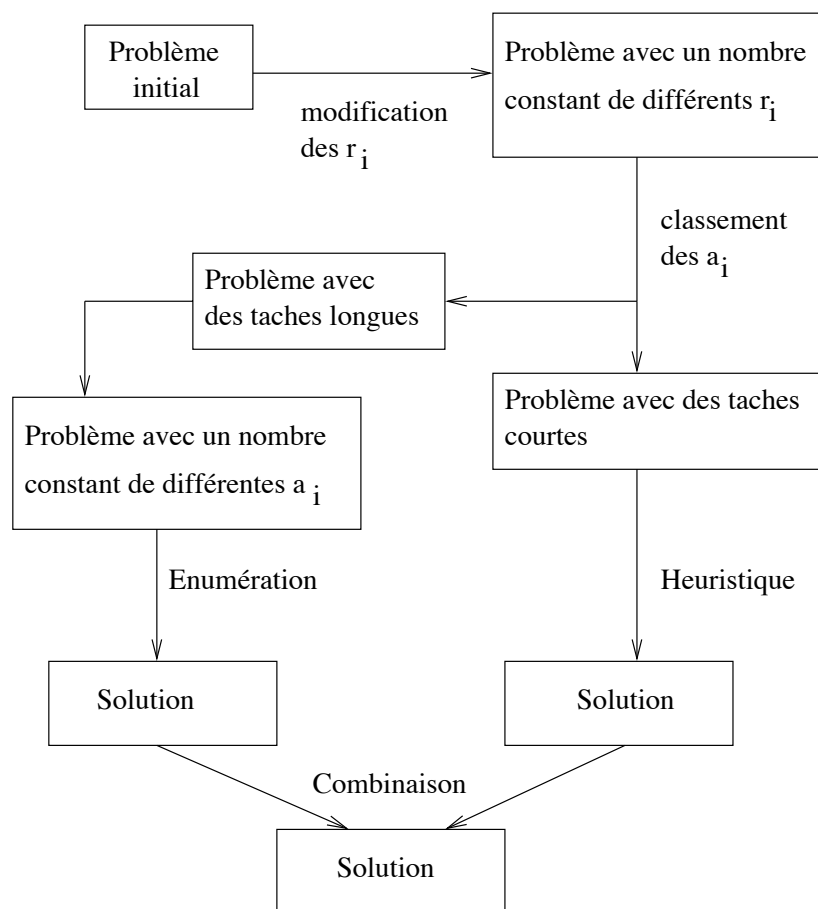 Problème
initial
Problème avec un nombre
constant de différents r i
modification
des r i
classement
des a i
Problème avec
des taches longues
Problème avec des taches
courtes
Problème avec un nombre
constant de différentes a i
Enumération
Heuristique
Solution
Solution
Combinaison
Solution